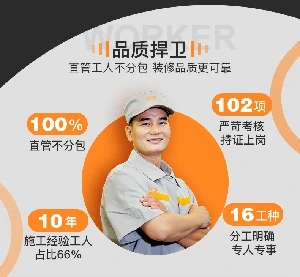 WORKER
品质捍卫
直管工人不分包 装修品质更可靠
100%
直管不分包
102项
严苛考核
持证上岗
10年
施工经验工人
占比66%
16工种
分工明确
专人专事